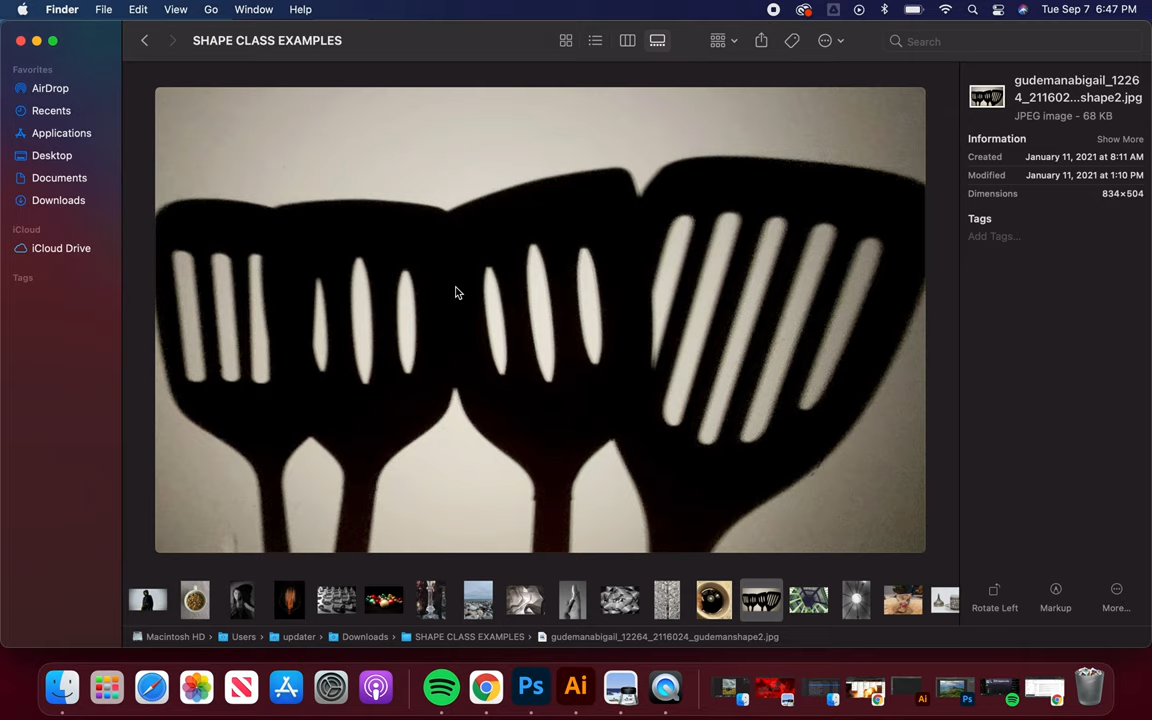 Finder File Edit View Go Window Help Tue Sep 7 6:47 PM
SHAPE CLASS EXAMPLES
Search
Favorites
AirDrop
Recents
Applications
Desktop
Documents
Downloads
iCloud
iCloud Drive
Tags
gudemanabigail_1226
4_211602...shape2.jpg
JPEG image - 68 KB
Information Show More
Created January 11, 2021 at 8:11 AM
Modified January 11, 2021 at 1:10 PM
Dimensions 834×504
Tags
Add Tags...
Rotate Left Markup More...
Macintosh HD › Users › updater › Downloads › SHAPE CLASS EXAMPLES › gudemanabigail_12264_2116024_gudemanshape2.jpg
Ps Ai
Ai Ps